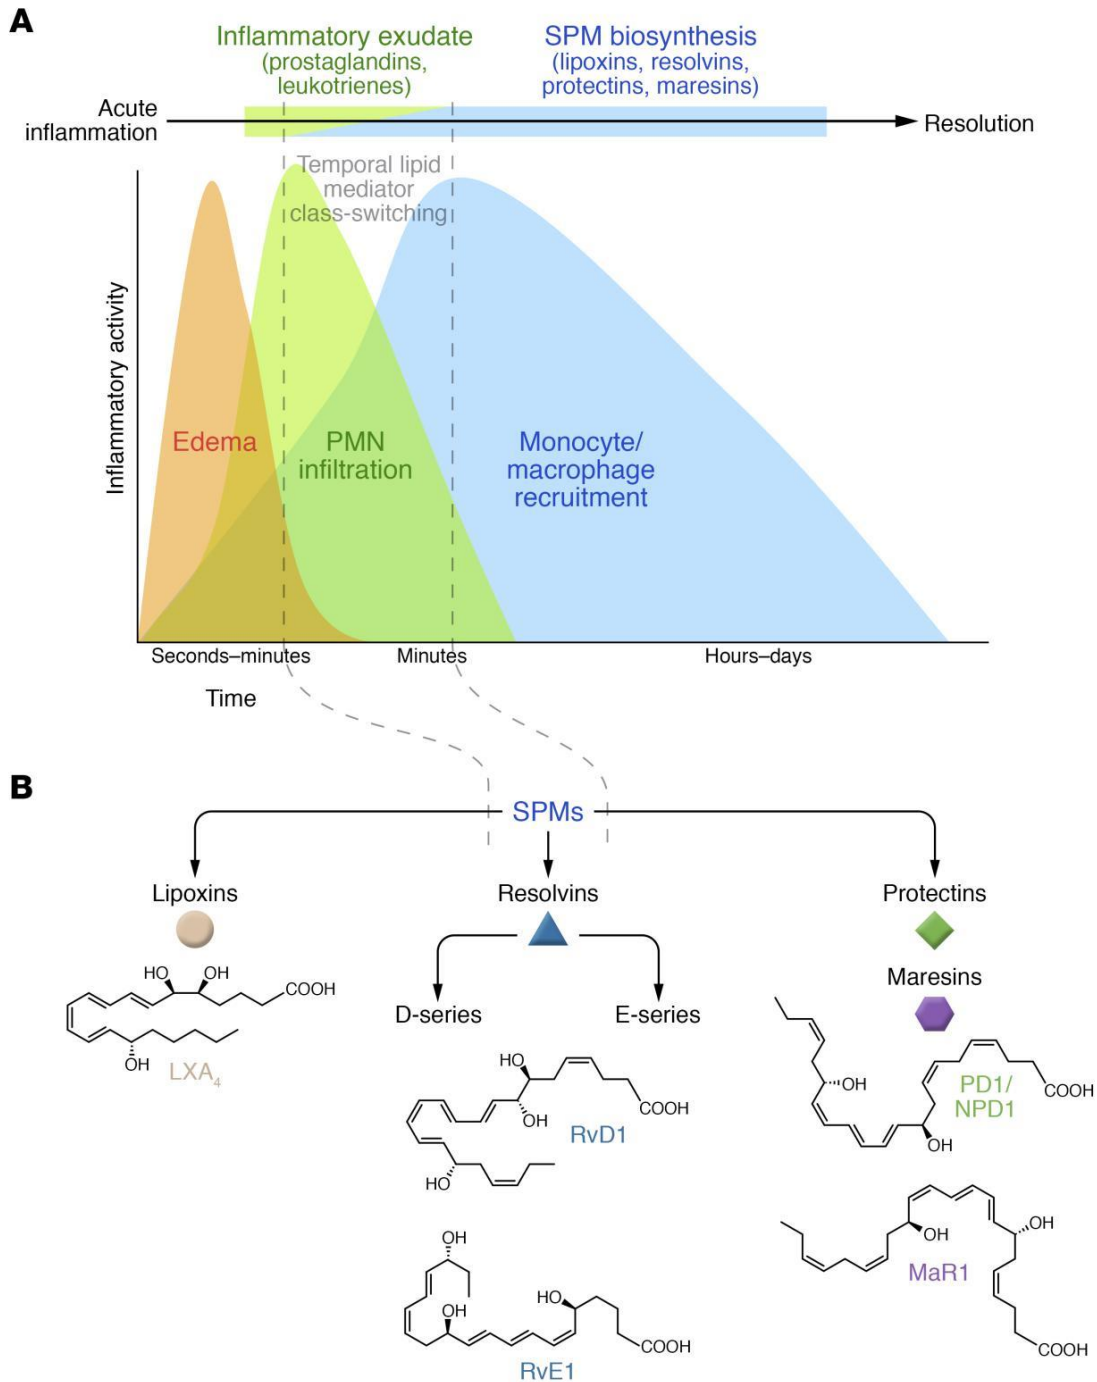 A
Inflammatory exudate
(prostaglandins,
leukotrienes)
SPM biosynthesis
(lipoxins, resolvins,
protectins, maresins)
Acute
inflammation
Resolution
Temporal lipid
mediator
class-switching
Inflammatory activity
Edema
PMN
infiltration
Monocyte/
macrophage
recruitment
Seconds–minutes
Minutes
Hours–days
Time
B
SPMs
Lipoxins
Resolvins
Protectins
Maresins
D-series
E-series
HO
OH
COOH
OH
LXA4
HO
OH
COOH
HO
RvD1
OH
OH
HO
COOH
RvE1
OH
OH
COOH
PD1/
NPD1
OH
OH
COOH
MaR1